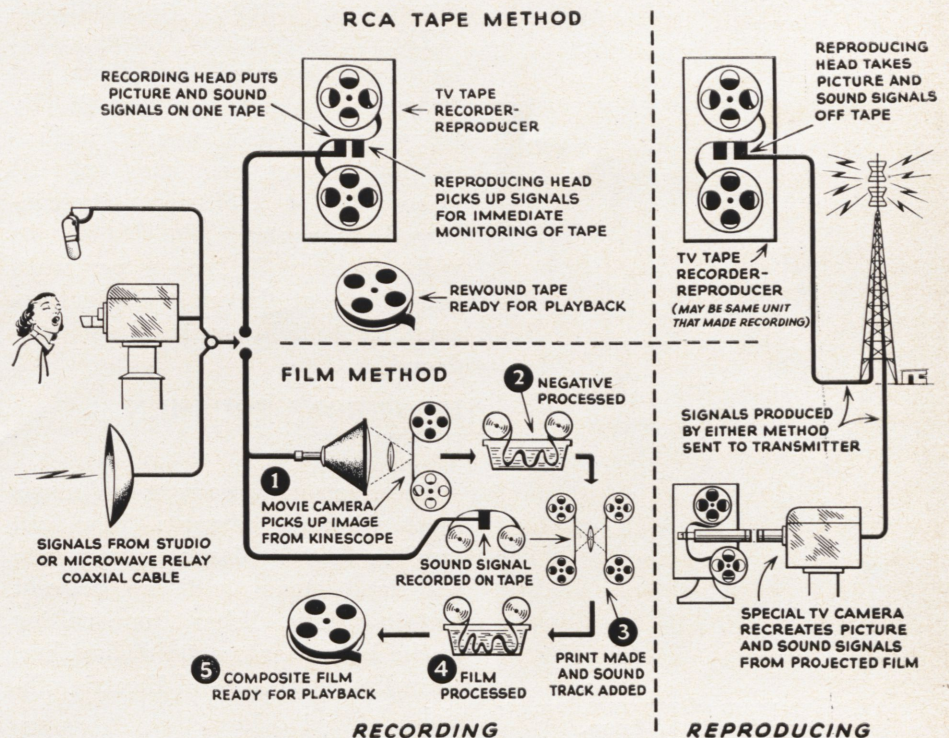 RCA TAPE METHOD
RECORDING HEAD PUTS
PICTURE AND SOUND
SIGNALS ON ONE TAPE
TV TAPE
RECORDER-
REPRODUCER
REPRODUCING HEAD
PICKS UP SIGNALS
FOR IMMEDIATE
MONITORING OF TAPE
REWOUND TAPE
READY FOR PLAYBACK
REPRODUCING
HEAD TAKES
PICTURE AND
SOUND SIGNALS
OFF TAPE
TV TAPE
RECORDER-
REPRODUCER
(MAY BE SAME UNIT
THAT MADE RECORDING)
FILM METHOD
1
MOVIE CAMERA
PICKS UP IMAGE
FROM KINESCOPE
2 NEGATIVE
PROCESSED
SOUND SIGNAL
RECORDED ON TAPE
SIGNALS FROM STUDIO
OR MICROWAVE RELAY
COAXIAL CABLE
3
PRINT MADE
AND SOUND
TRACK ADDED
4 FILM
PROCESSED
5 COMPOSITE FILM
READY FOR PLAYBACK
SIGNALS PRODUCED
BY EITHER METHOD
SENT TO TRANSMITTER
SPECIAL TV CAMERA
RECREATES PICTURE
AND SOUND SIGNALS
FROM PROJECTED FILM
RECORDING
REPRODUCING